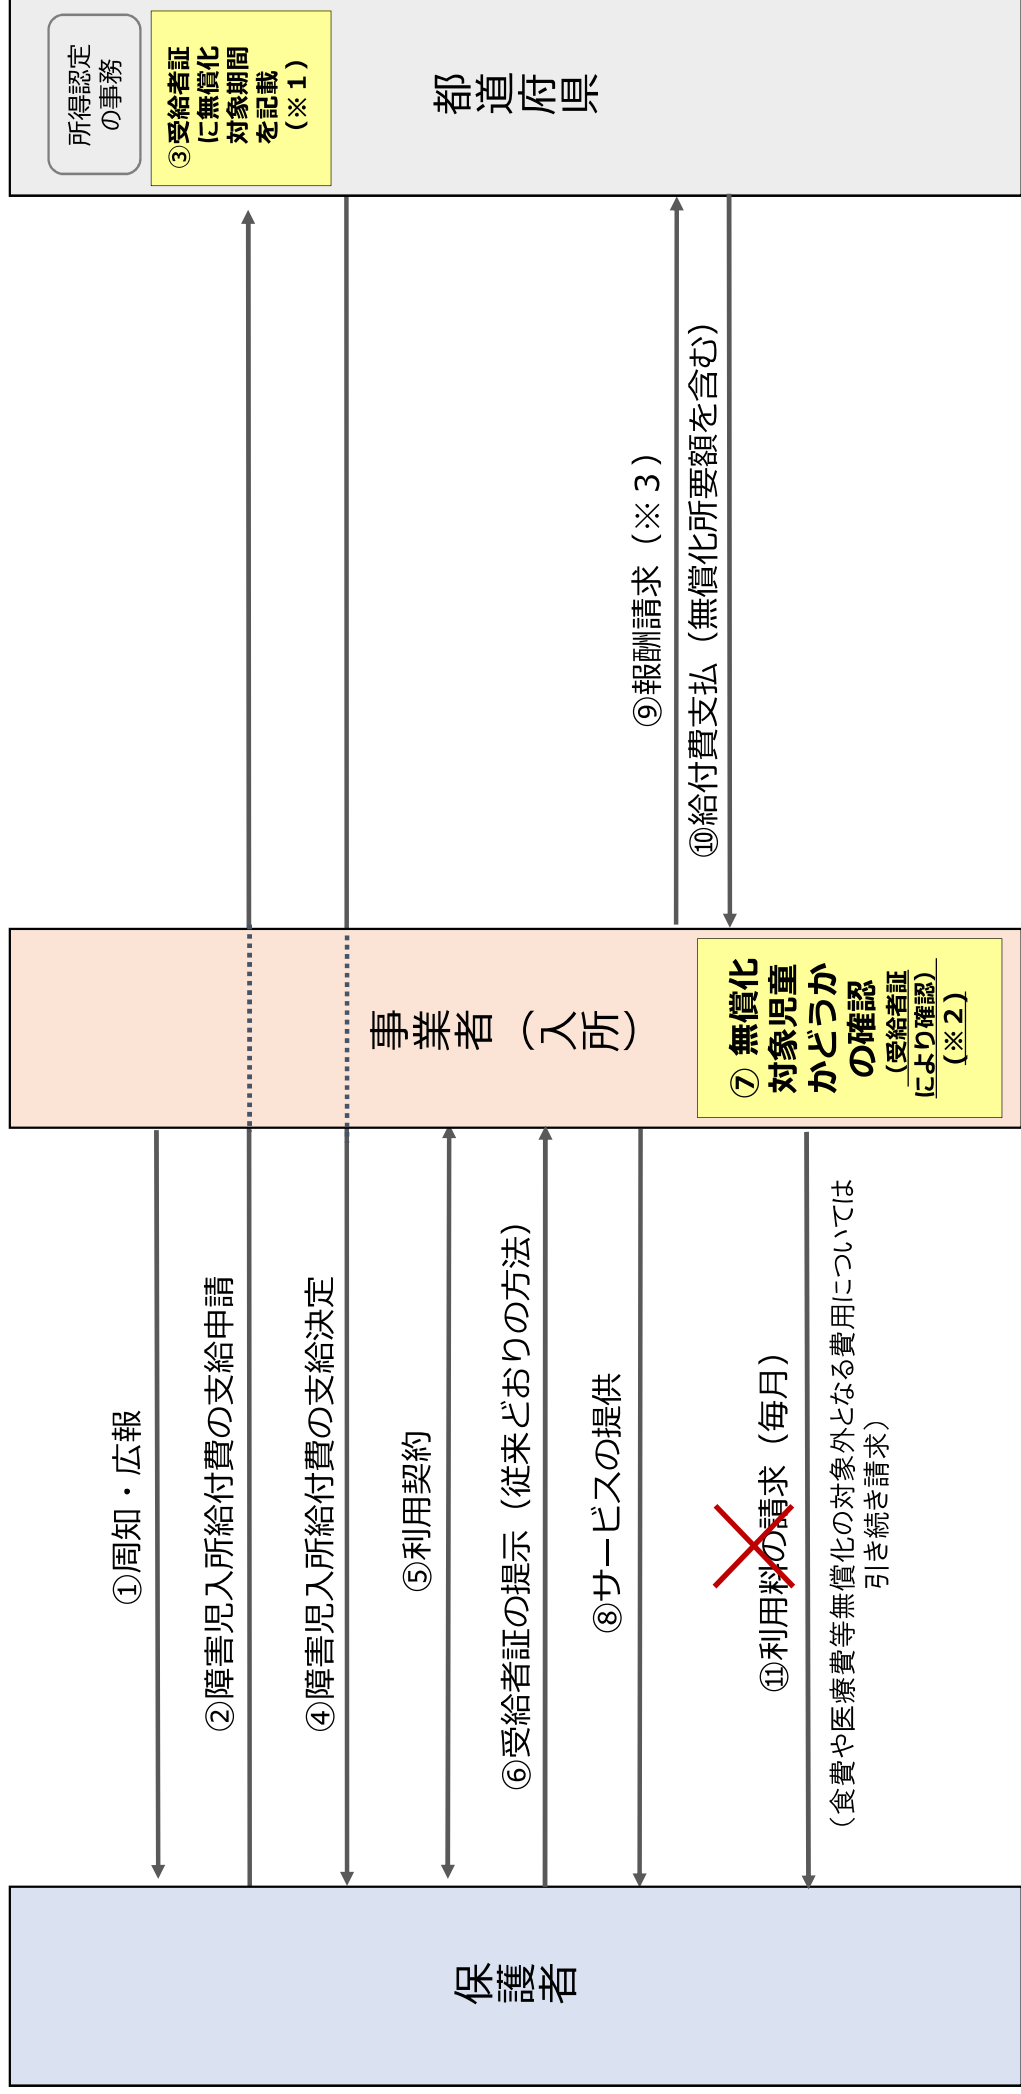 保護者
事業者（入所）
都道府県
所得認定
の事務
①周知・広報
②障害児入所給付費の支給申請
③受給者証
に無償化
対象期間
を記載
（※１）
④障害児入所給付費の支給決定
⑤利用契約
⑥受給者証の提示（従来どおりの方法）
⑦ 無償化
対象児童
かどうか
の確認
（受給者証
により確認）
（※２）
⑧サービスの提供
⑨報酬請求（※３）
⑩給付費支払（無償化所要額を含む）
⑪利用料の請求（毎月）
（食費や医療費等無償化の対象外となる費用については
引き続き請求）